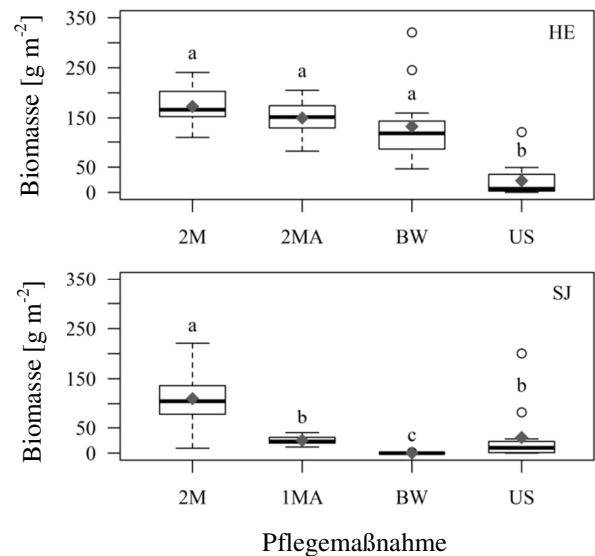 350
HE
250
150
50
0
Biomasse [g m-2]
a
a
a
b
2M
2MA
BW
US
350
SJ
250
150
50
0
Biomasse [g m-2]
a
b
c
b
2M
1MA
BW
US
Pflegemaßnahme